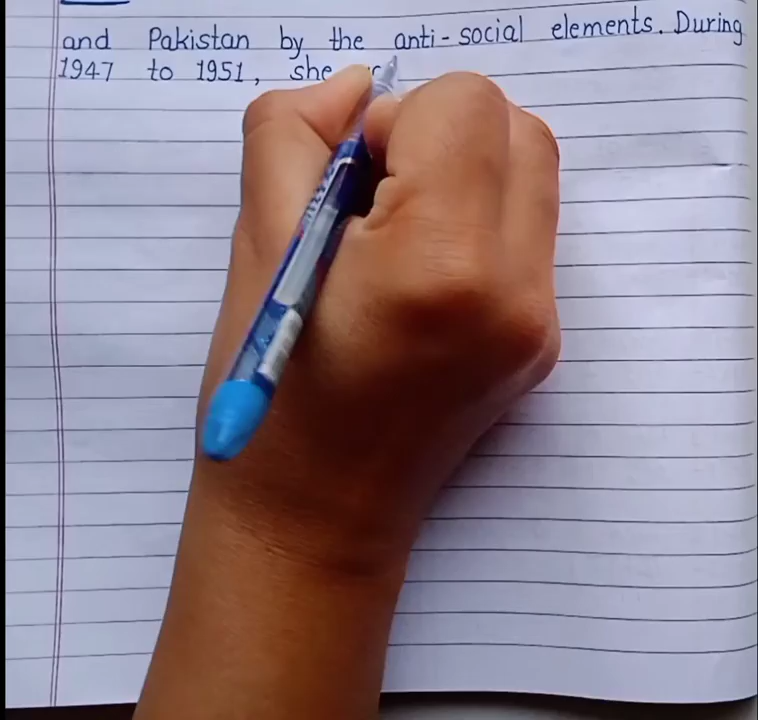 and Pakistan by the anti-social elements. During
1947 to 1951, she